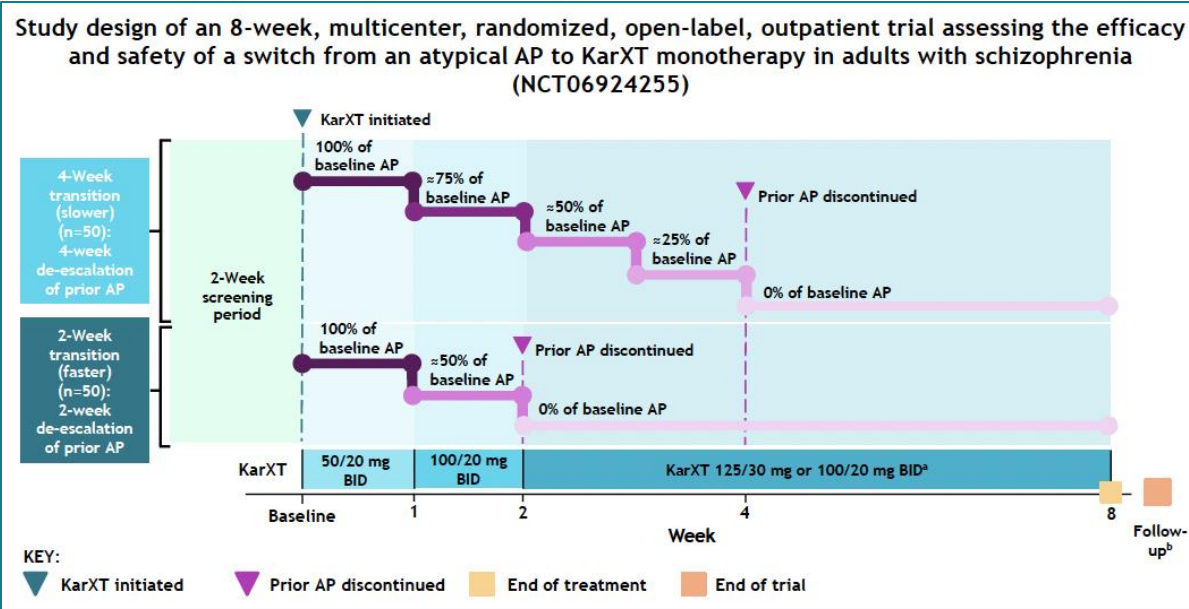 Study design of an 8-week, multicenter, randomized, open-label, outpatient trial assessing the efficacy
and safety of a switch from an atypical AP to KarXT monotherapy in adults with schizophrenia
(NCT06924255)
KarXT initiated
4-Week
transition
(slower)
(n=50):
4-week
de-escalation
of prior AP
2-Week
screening
period
100% of
baseline AP
≈75% of
baseline AP
≈50% of
baseline AP
≈25% of
baseline AP
Prior AP discontinued
0% of baseline AP
2-Week
transition
(faster)
(n=50):
2-week
de-escalation
of prior AP
100% of
baseline AP
≈50% of
baseline AP
Prior AP discontinued
0% of baseline AP
KarXT
50/20 mg
BID
100/20 mg
BID
KarXT 125/30 mg or 100/20 mg BIDᵃ
Baseline
1
2
4
8
Week
Follow-
upᵇ
KEY:
KarXT initiated
Prior AP discontinued
End of treatment
End of trial